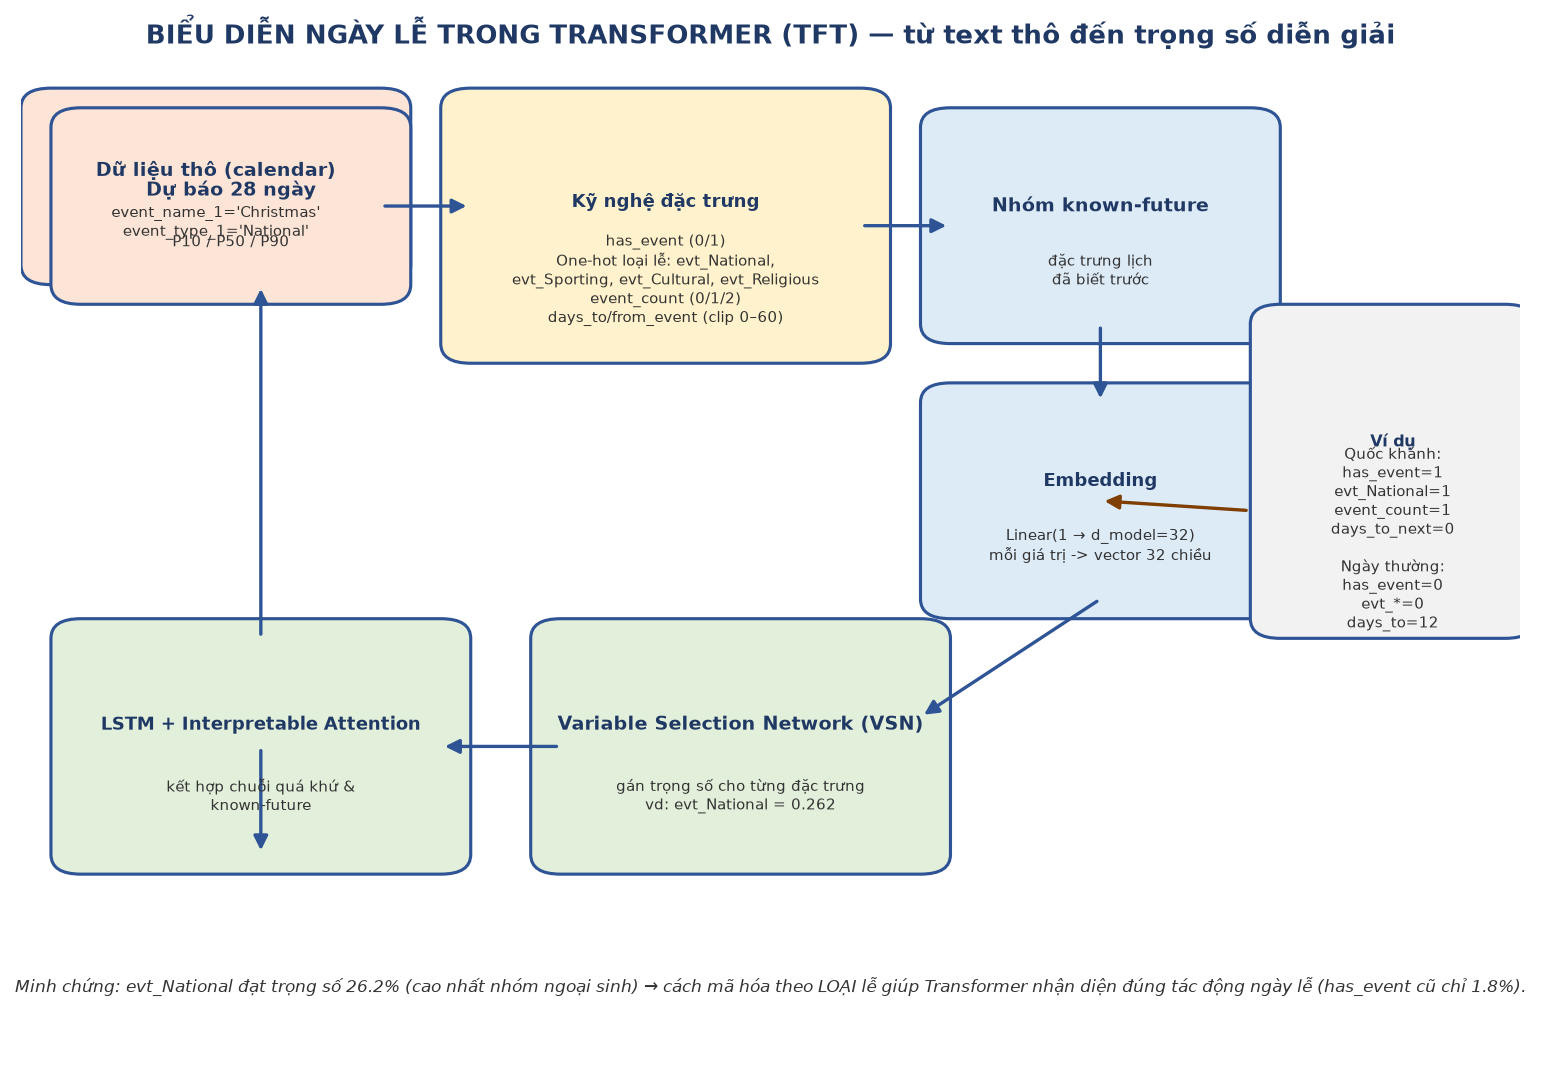 BIỂU DIỄN NGÀY LỄ TRONG TRANSFORMER (TFT) — từ text thô đến trọng số diễn giải
Dữ liệu thô (calendar)
Dự báo 28 ngày
event_name_1='Christmas'
event_type_1='National'
P10 / P50 / P90
Kỹ nghệ đặc trưng
has_event (0/1)
One-hot loại lễ: evt_National,
evt_Sporting, evt_Cultural, evt_Religious
event_count (0/1/2)
days_to/from_event (clip 0–60)
Nhóm known-future
đặc trưng lịch
đã biết trước
Embedding
Linear(1 → d_model=32)
mỗi giá trị -> vector 32 chiều
Ví dụ
Quốc khánh:
has_event=1
evt_National=1
event_count=1
days_to_next=0
Ngày thường:
has_event=0
evt_*=0
days_to=12
LSTM + Interpretable Attention
kết hợp chuỗi quá khứ &
known-future
Variable Selection Network (VSN)
gán trọng số cho từng đặc trưng
vd: evt_National = 0.262
Minh chứng: evt_National đạt trọng số 26.2% (cao nhất nhóm ngoại sinh) → cách mã hóa theo LOẠI lễ giúp Transformer nhận diện đúng tác động ngày lễ (has_event cũ chỉ 1.8%).